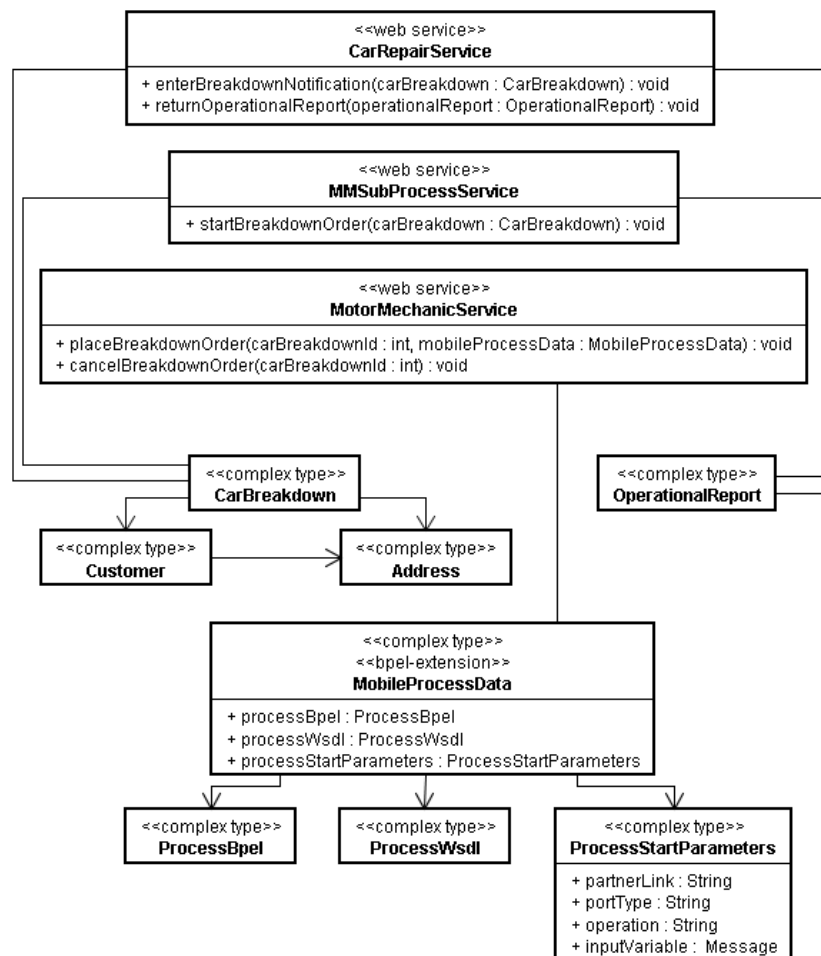 <<web service>>
CarRepairService
+ enterBreakdownNotification(carBreakdown : CarBreakdown) : void
+ returnOperationalReport(operationalReport : OperationalReport) : void
<<web service>>
MMSubProcessService
+ startBreakdownOrder(carBreakdown : CarBreakdown) : void
<<web service>>
MotorMechanicService
+ placeBreakdownOrder(carBreakdownId : int, mobileProcessData : MobileProcessData) : void
+ cancelBreakdownOrder(carBreakdownId : int) : void
<<complex type>>
CarBreakdown
<<complex type>>
OperationalReport
<<complex type>>
Customer
<<complex type>>
Address
<<complex type>>
<<bpel-extension>>
MobileProcessData
+ processBpel : ProcessBpel
+ processWsdl : ProcessWsdl
+ processStartParameters : ProcessStartParameters
<<complex type>>
ProcessBpel
<<complex type>>
ProcessWsdl
<<complex type>>
ProcessStartParameters
+ partnerLink : String
+ portType : String
+ operation : String
+ inputVariable : Message